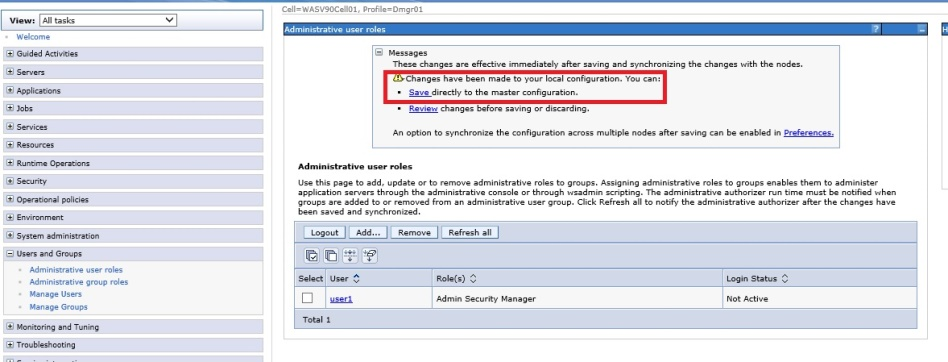 Cell=WASV90Cell01, Profile=Dmgr01
View: All tasks
Welcome
Guided Activities
Servers
Applications
Jobs
Services
Resources
Runtime Operations
Security
Operational policies
Environment
System administration
Users and Groups
Administrative user roles
Administrative group roles
Manage Users
Manage Groups
Monitoring and Tuning
Troubleshooting
Administrative user roles ? -
H
Messages
These changes are effective immediately after saving and synchronizing the changes with the nodes.
Changes have been made to your local configuration. You can:
Save directly to the master configuration.
Review changes before saving or discarding.
An option to synchronize the configuration across multiple nodes after saving can be enabled in Preferences.
Administrative user roles
Use this page to add, update or to remove administrative roles to groups. Assigning administrative roles to groups enables them to administer
application servers through the administrative console or through wsadmin scripting. The administrative authorizer run time must be notified when
groups are added to or removed from an administrative user group. Click Refresh all to notify the administrative authorizer after the changes have
been saved and synchronized.
Logout Add... Remove Refresh all
Select User Role(s) Login Status
user1 Admin Security Manager Not Active
Total 1